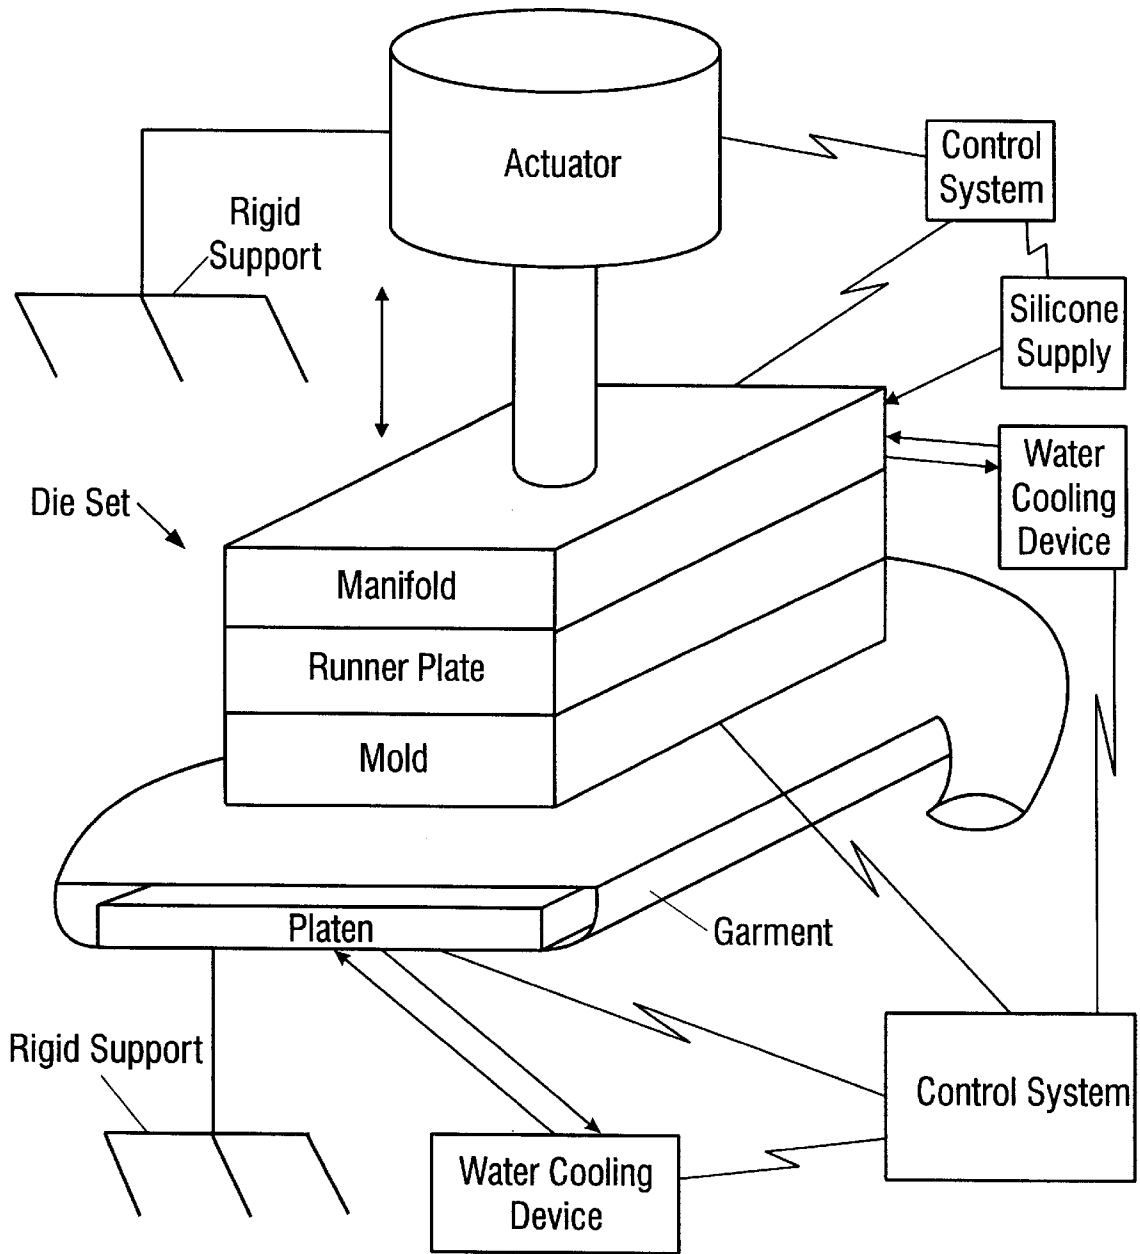 Actuator
Control
System
Rigid
Support
Silicone
Supply
Water
Cooling
Device
Die Set
Manifold
Runner Plate
Mold
Platen
Garment
Rigid Support
Control System
Water Cooling
Device